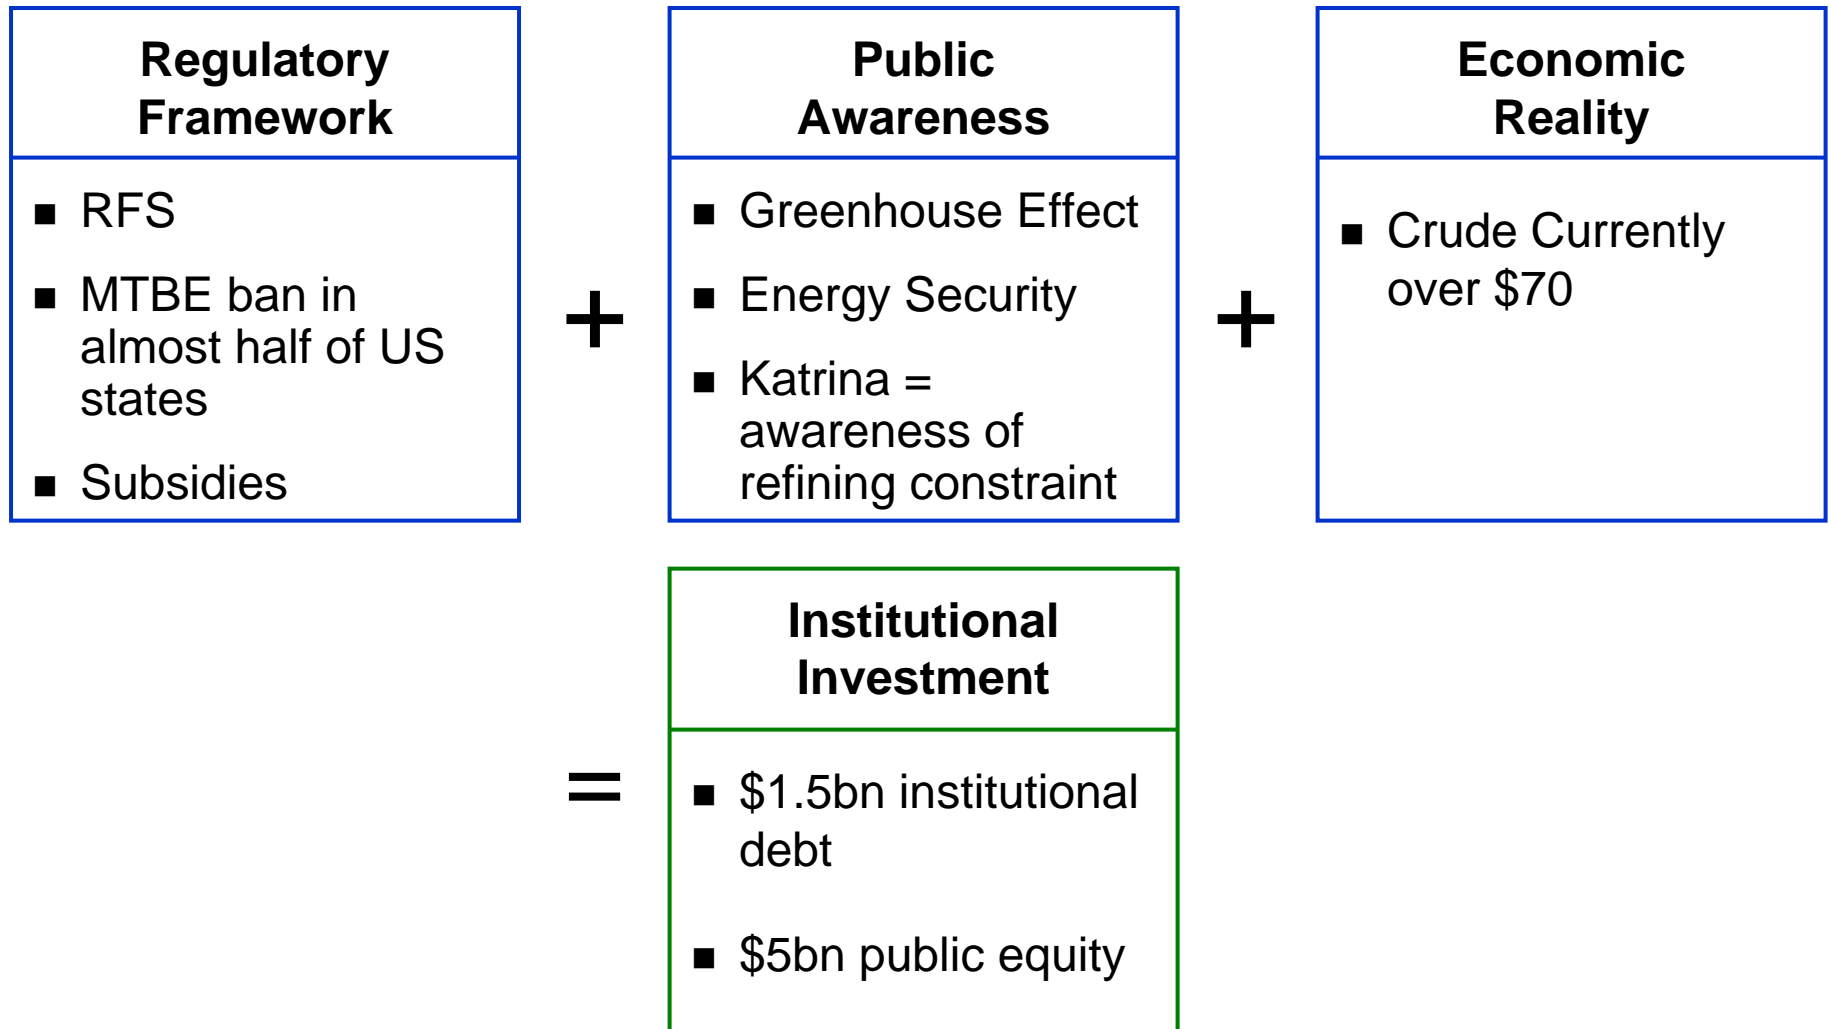 Regulatory
Framework
■ RFS
■ MTBE ban in
almost half of US
states
■ Subsidies
+
Public
Awareness
■ Greenhouse Effect
■ Energy Security
■ Katrina =
awareness of
refining constraint
+
Economic
Reality
■ Crude Currently
over $70
=
Institutional
Investment
■ $1.5bn institutional
debt
■ $5bn public equity